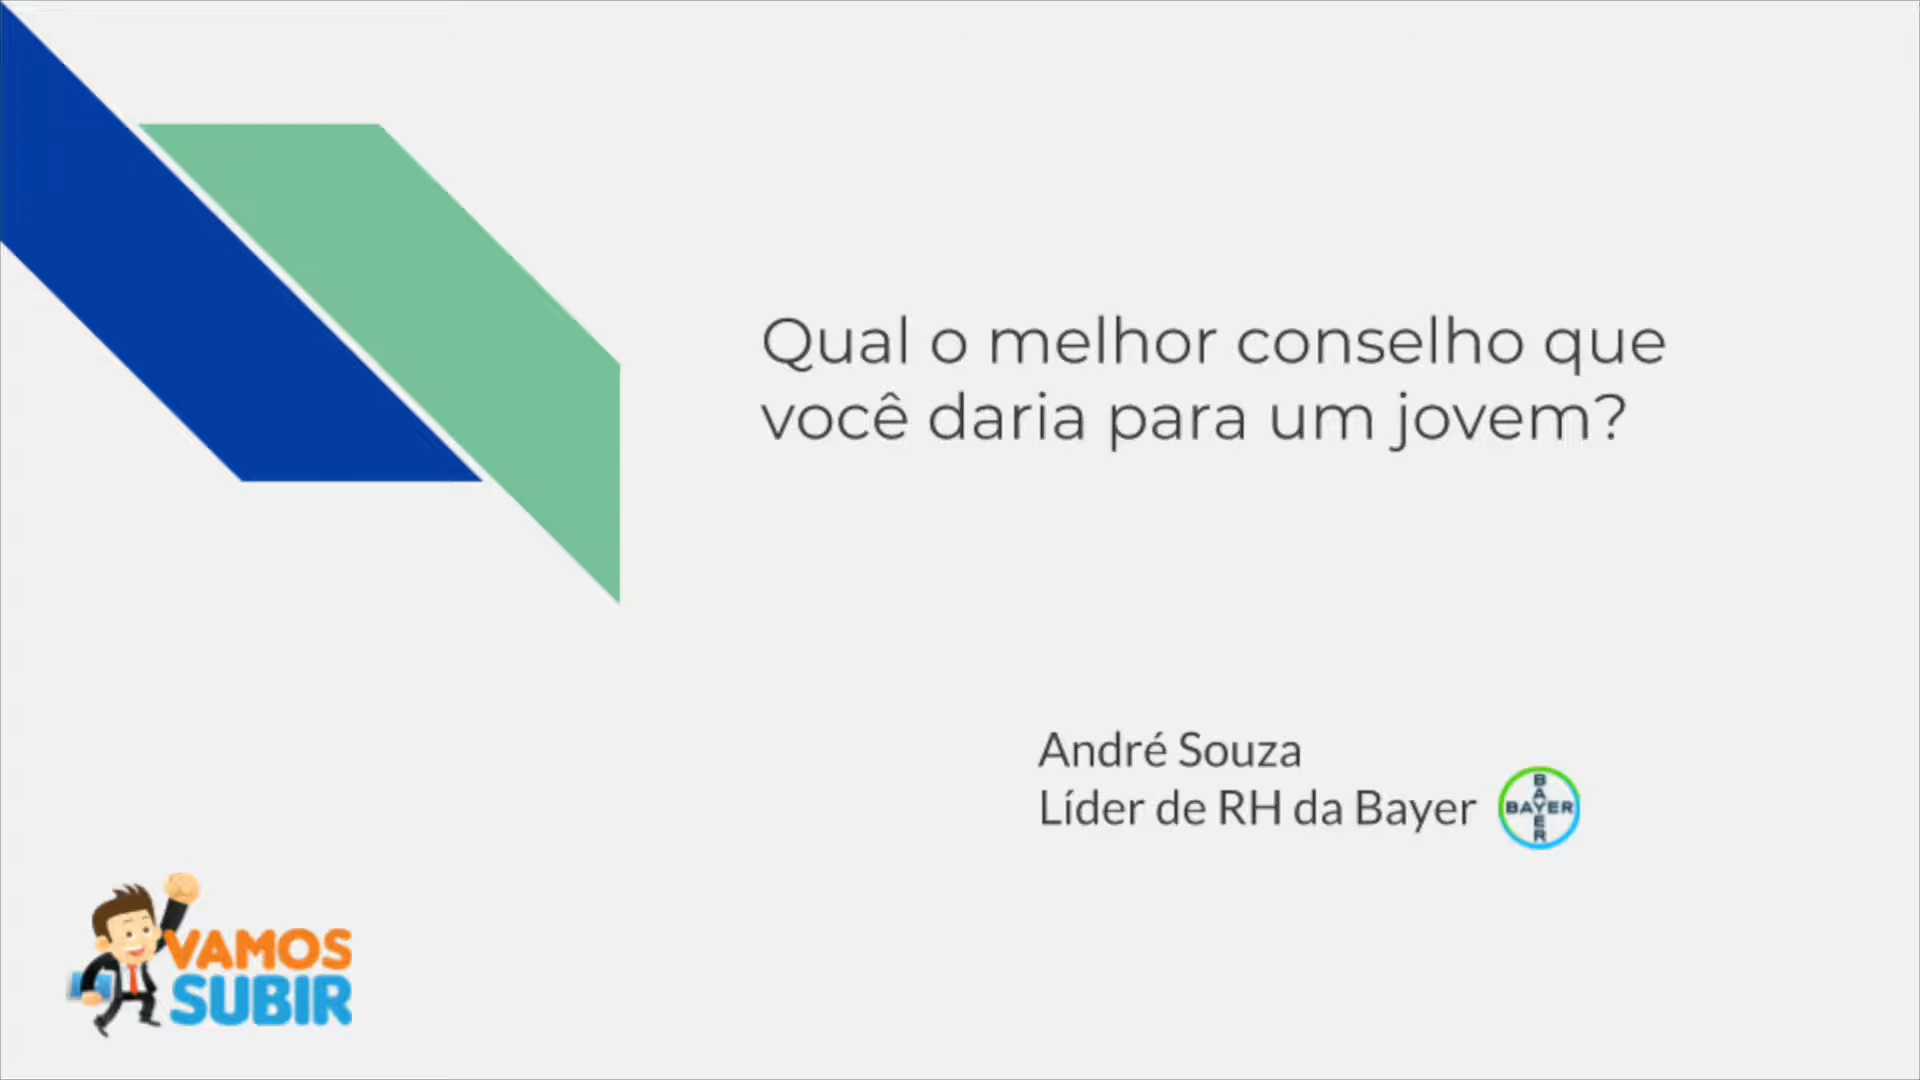 Qual o melhor conselho que
você daria para um jovem?
André Souza
Líder de RH da Bayer
BAYER
BAYER
VAMOS
SUBIR